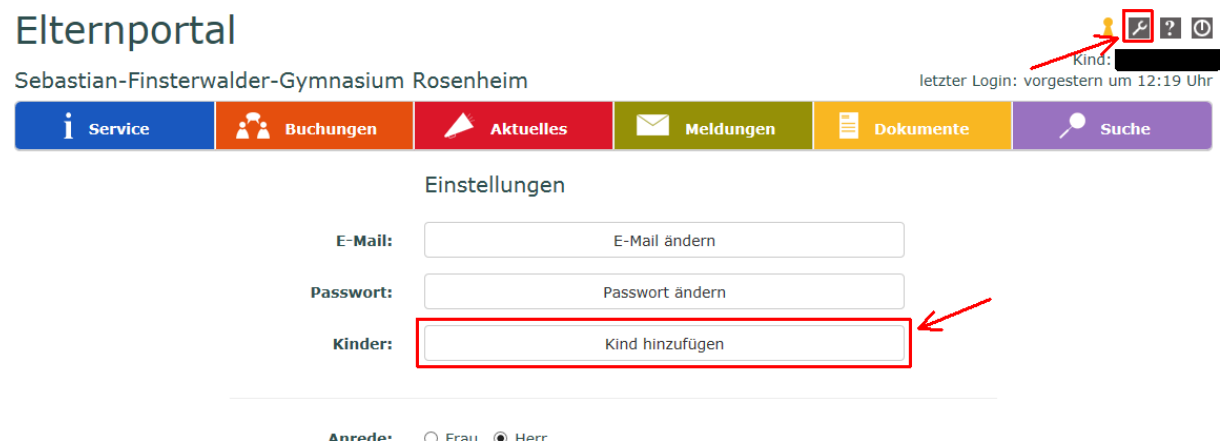 Elternportal
?
Kind:
Sebastian-Finsterwalder-Gymnasium Rosenheim
letzter Login: vorgestern um 12:19 Uhr
i Service Buchungen Aktuelles Meldungen Dokumente Suche
Einstellungen
E-Mail: E-Mail ändern
Passwort: Passwort ändern
Kinder: Kind hinzufügen
Anrede: Frau Herr